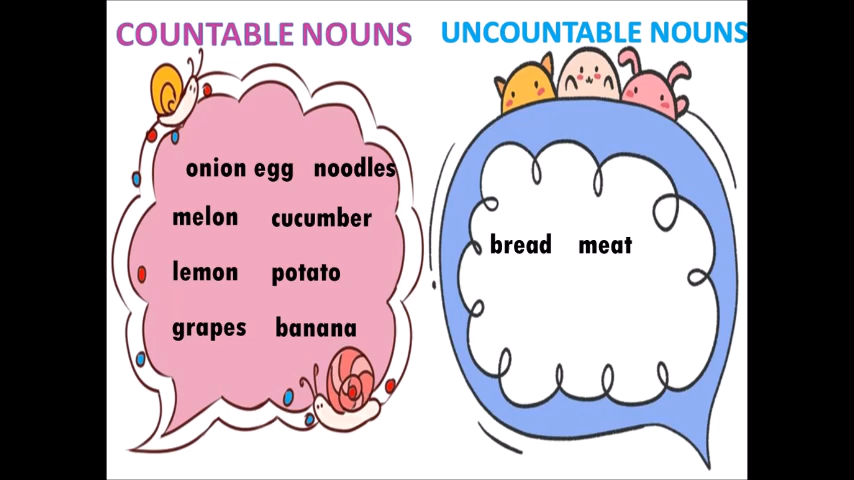 COUNTABLE NOUNS
onion egg noodles
melon cucumber
lemon potato
grapes banana
UNCOUNTABLE NOUNS
bread meat